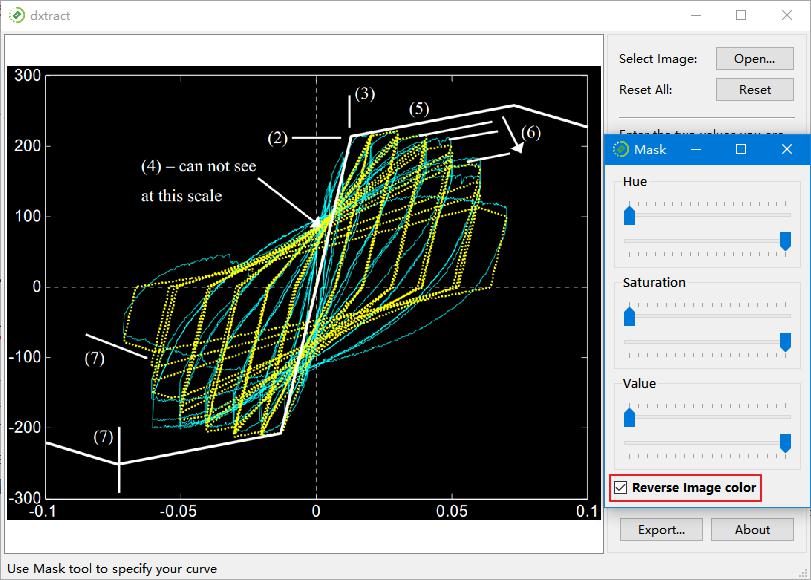 dxtract
300
200
100
0
-100
-200
-300
-0.1
-0.05
0
0.05
0.1
(3)
(5)
(2)
(6)
(4) – can not see
at this scale
(7)
(7)
Select Image:
Open...
Reset All:
Reset
Enter the two values you are
Mask
Hue
Saturation
Value
Reverse Image color
Export...
About
Use Mask tool to specify your curve